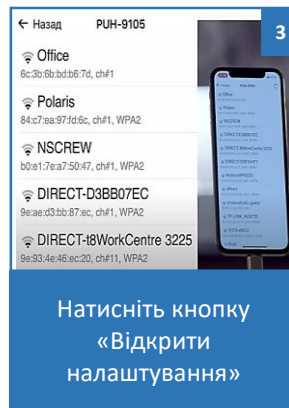 ← Назад PUH-9105
3
Office
6c:3b:6b:bd:b6:7d, ch#1
Polaris
84:c7:ea:97:fd:6c, ch#1, WPA2
NSCREW
b0:e1:7e:a7:50:47, ch#1, WPA2
DIRECT-D3BB07EC
9e:ae:d3:bb:87:ec, ch#1, WPA2
DIRECT-t8WorkCentre 3225
9e:93:4e:46:ec:20, ch#11, WPA2
Натисніть кнопку
«Відкрити
налаштування»